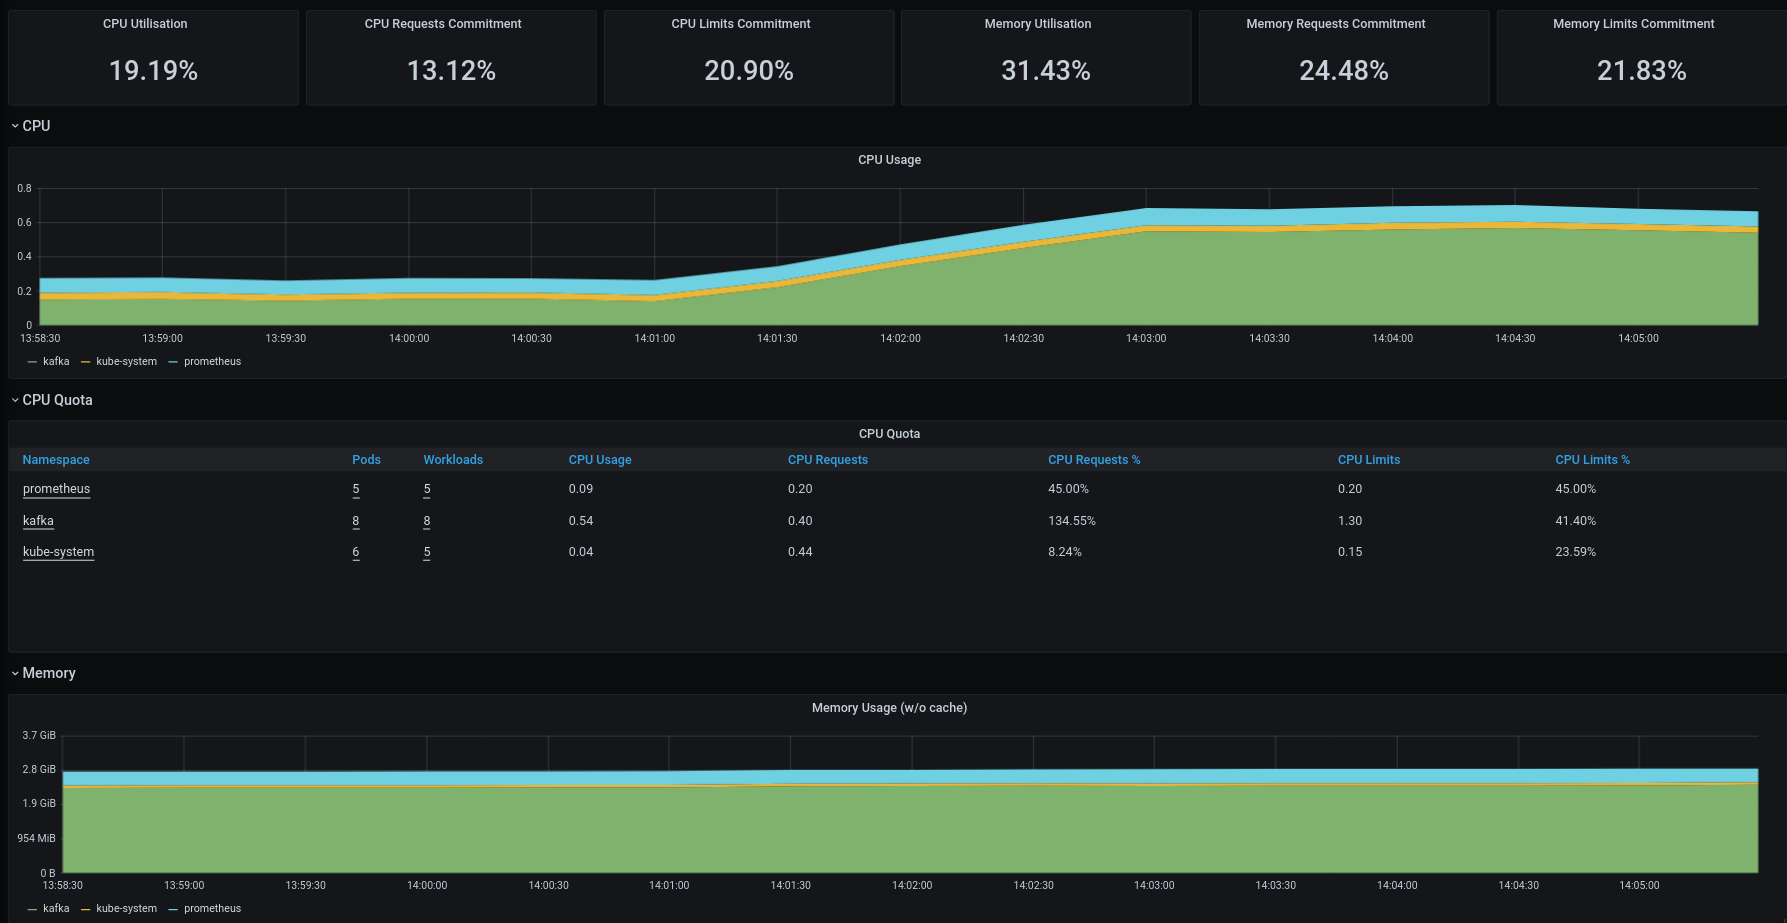 CPU Utilisation CPU Requests Commitment CPU Limits Commitment Memory Utilisation Memory Requests Commitment Memory Limits Commitment
19.19% 13.12% 20.90% 31.43% 24.48% 21.83%
CPU
CPU Usage
0.8
0.6
0.4
0.2
0
13:58:30 13:59:00 13:59:30 14:00:00 14:00:30 14:01:00 14:01:30 14:02:00 14:02:30 14:03:00 14:03:30 14:04:00 14:04:30 14:05:00
kafka kube-system prometheus
CPU Quota
CPU Quota
Namespace Pods Workloads CPU Usage CPU Requests CPU Requests % CPU Limits CPU Limits %
prometheus 5 5 0.09 0.20 45.00% 0.20 45.00%
kafka 8 8 0.54 0.40 134.55% 1.30 41.40%
kube-system 6 5 0.04 0.44 8.24% 0.15 23.59%
Memory
Memory Usage (w/o cache)
3.7 GiB
2.8 GiB
1.9 GiB
954 MiB
0 B
13:58:30 13:59:00 13:59:30 14:00:00 14:00:30 14:01:00 14:01:30 14:02:00 14:02:30 14:03:00 14:03:30 14:04:00 14:04:30 14:05:00
kafka kube-system prometheus